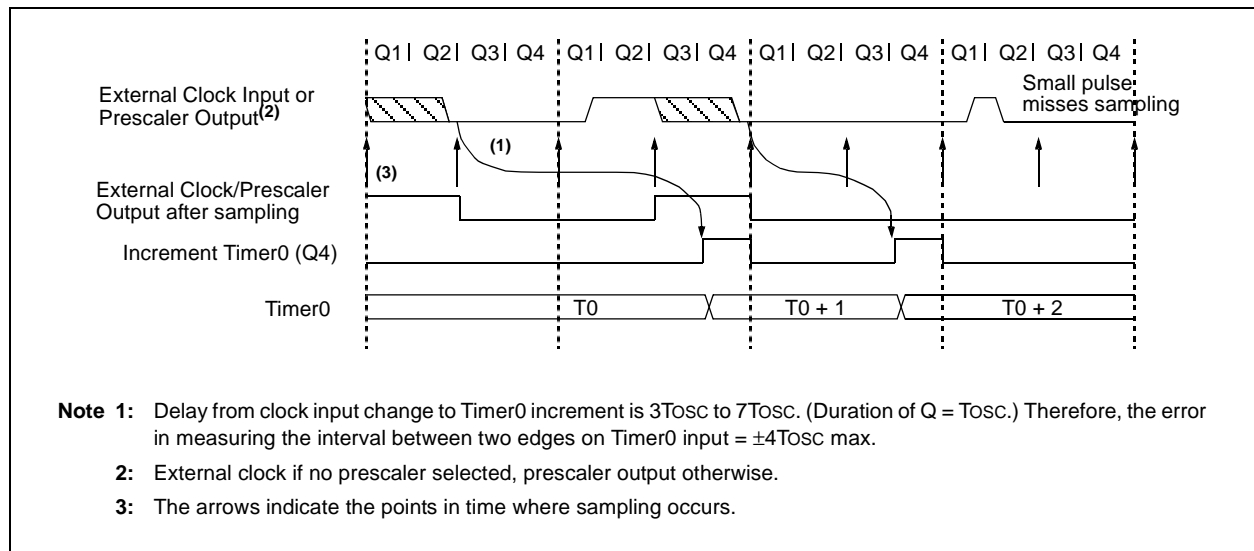 Q1 | Q2 | Q3 | Q4
Q1 | Q2 | Q3 | Q4
Q1 | Q2 | Q3 | Q4
Q1 | Q2 | Q3 | Q4
External Clock Input or
Prescaler Output(2)
Small pulse
misses sampling
(1)
(3)
External Clock/Prescaler
Output after sampling
Increment Timer0 (Q4)
Timer0
T0
T0 + 1
T0 + 2
Note 1: Delay from clock input change to Timer0 increment is 3TOSC to 7TOSC. (Duration of Q = TOSC.) Therefore, the error
in measuring the interval between two edges on Timer0 input = ±4TOSC max.
2: External clock if no prescaler selected, prescaler output otherwise.
3: The arrows indicate the points in time where sampling occurs.